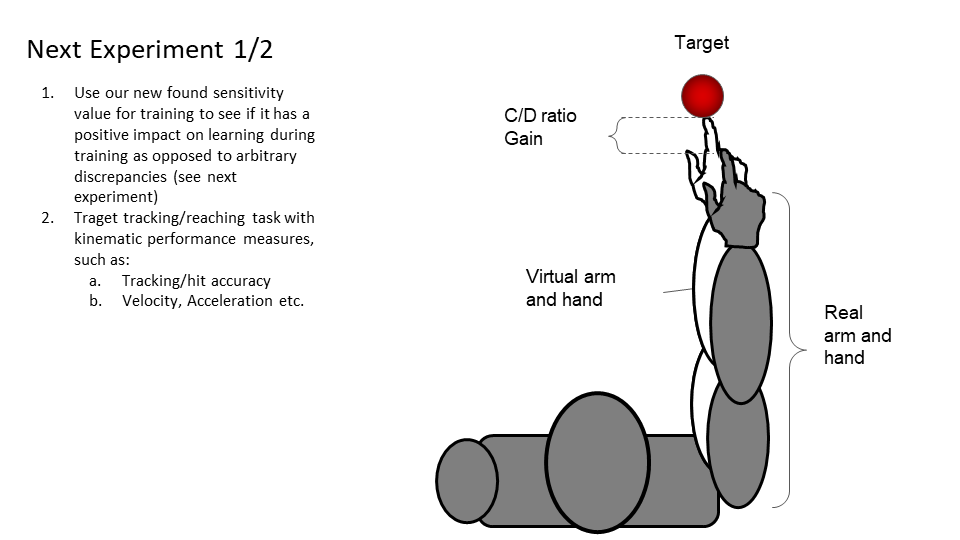 Next Experiment 1/2
1. Use our new found sensitivity
value for training to see if it has a
positive impact on learning during
training as opposed to arbitrary
discrepancies (see next
experiment)
2. Traget tracking/reaching task with
kinematic performance measures,
such as:
a. Tracking/hit accuracy
b. Velocity, Acceleration etc.
Target
C/D ratio
Gain
Virtual arm
and hand
Real
arm and
hand